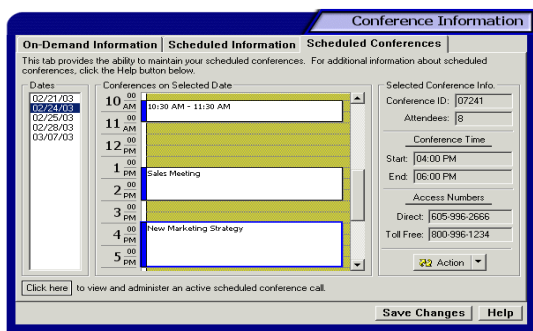 Conference Information
On-Demand Information Scheduled Information Scheduled Conferences
This tab provides the ability to maintain your scheduled conferences. For additional information about scheduled
conferences, click the Help button below.
Dates
02/21/03
02/24/03
02/25/03
02/28/03
03/07/03
Conferences on Selected Date
10 00 AM
10:30 AM - 11:30 AM
11 00 AM
12 00 PM
1 00 PM
Sales Meeting
2 00 PM
3 00 PM
New Marketing Strategy
4 00 PM
5 00 PM
Selected Conference Info.
Conference ID: 07241
Attendees: 8
Conference Time
Start: 04:00 PM
End: 06:00 PM
Access Numbers
Direct: 605-996-2666
Toll Free: 800-996-1234
Action
Click here to view and administer an active scheduled conference call.
Save Changes Help